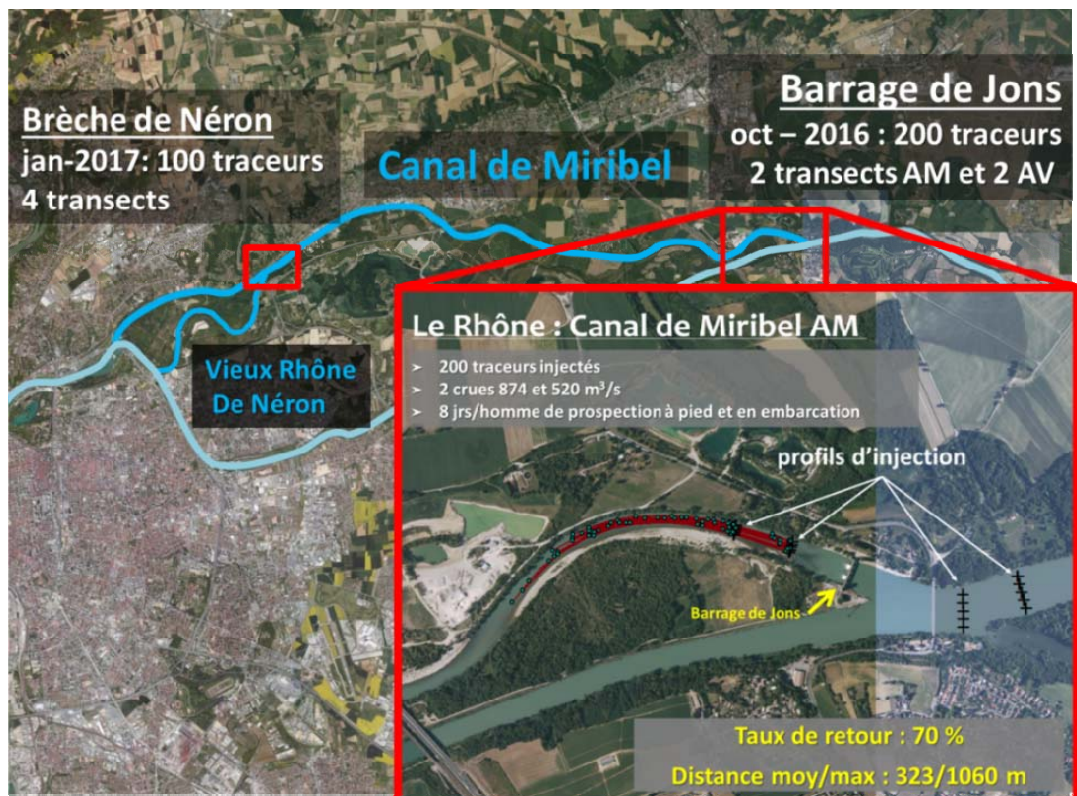 Brèche de Néron
jan-2017: 100 traceurs
4 transects
Canal de Miribel
Barrage de Jons
oct – 2016 : 200 traceurs
2 transects AM et 2 AV
Vieux Rhône
De Néron
Le Rhône : Canal de Miribel AM
➢ 200 traceurs injectés
➢ 2 crues 874 et 520 m³/s
➢ 8 jrs/homme de prospection à pied et en embarcation
profils d'injection
Barrage de Jons
Taux de retour : 70 %
Distance moy/max : 323/1060 m